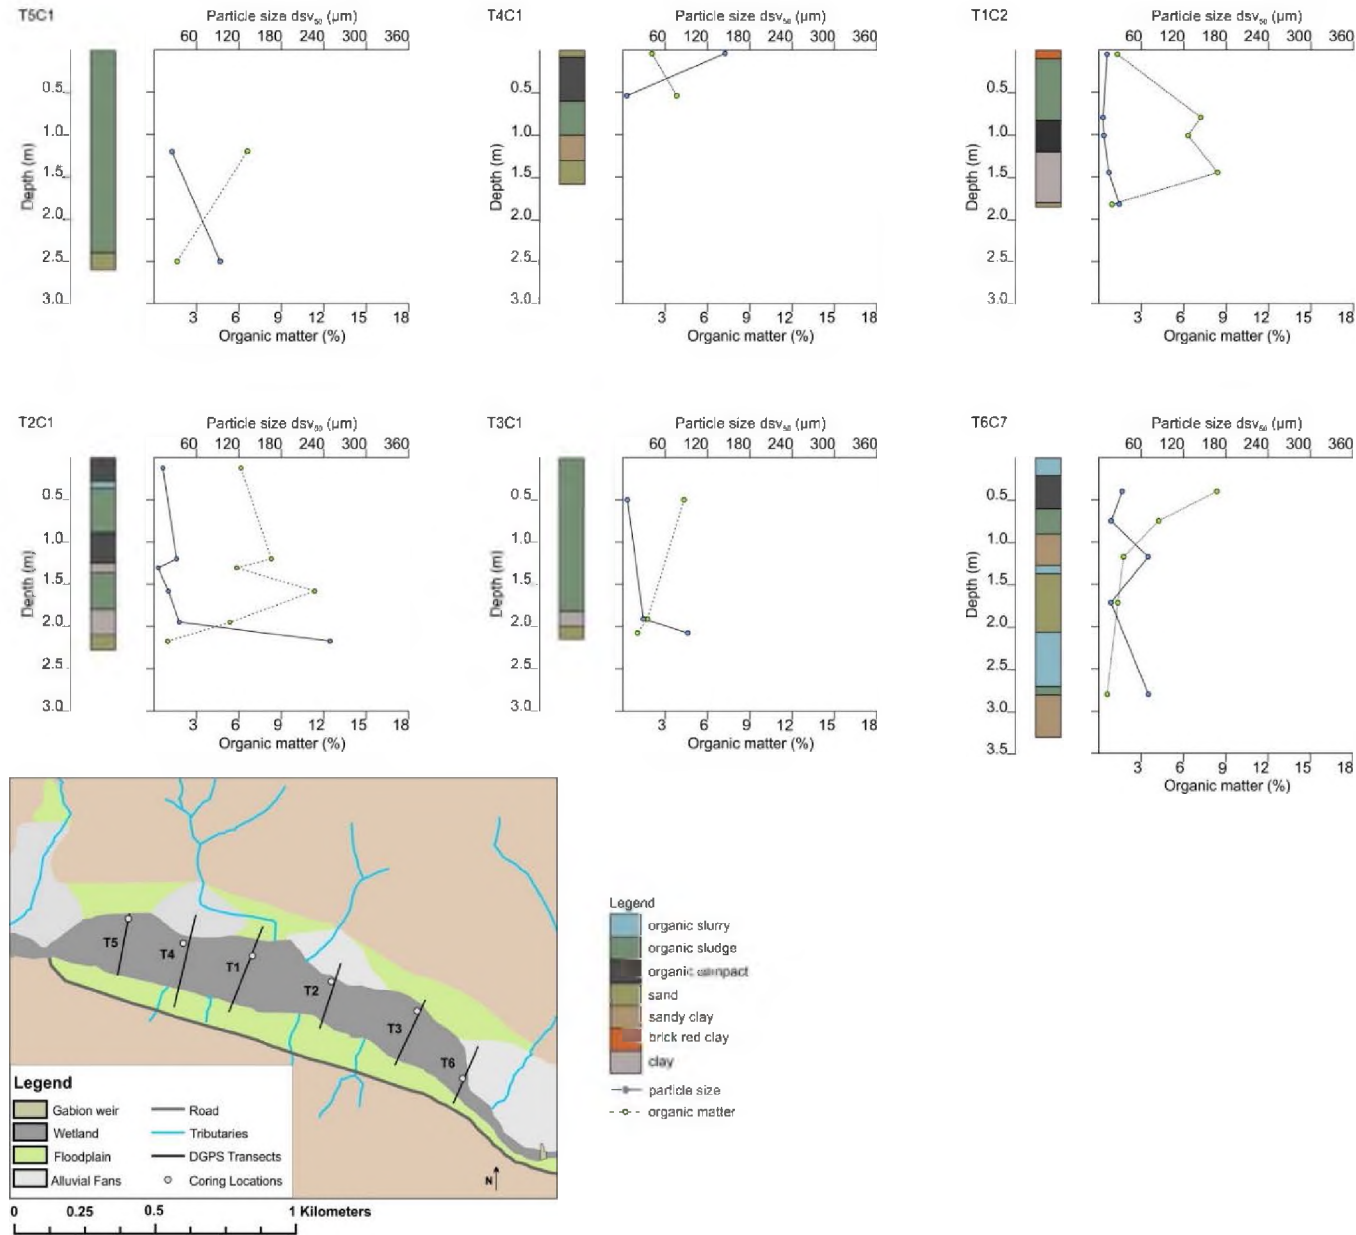 T5C1
Particle size dsv₅₀ (µm)
60 120 180 240 300 360
0.5
1.0
1.5
2.0
2.5
3.0
Depth (m)
3 6 9 12 15 18
Organic matter (%)
T4C1
Particle size dsv₅₀ (µm)
60 120 180 240 300 360
0.5
1.0
1.5
2.0
2.5
3.0
Depth (m)
3 6 9 12 15 18
Organic matter (%)
T1C2
Particle size dsv₅₀ (µm)
60 120 180 240 300 360
0.5
1.0
1.5
2.0
2.5
3.0
Depth (m)
3 6 9 12 15 18
Organic matter (%)
T2C1
Particle size dsv₅₀ (µm)
60 120 180 240 300 360
0.5
1.0
1.5
2.0
2.5
3.0
Depth (m)
3 6 9 12 15 18
Organic matter (%)
T3C1
Particle size dsv₅₀ (µm)
60 120 180 240 300 360
0.5
1.0
1.5
2.0
2.5
3.0
Depth (m)
3 6 9 12 15 18
Organic matter (%)
T6C7
Particle size dsv₅₀ (µm)
60 120 180 240 300 360
0.5
1.0
1.5
2.0
2.5
3.0
3.5
Depth (m)
3 6 9 12 15 18
Organic matter (%)
T5
T4
T1
T2
T3
T6
Legend
Gabion weir
Wetland
Floodplain
Alluvial Fans
Road
Tributaries
DGPS Transects
Coring Locations
N
0 0.25 0.5 1 Kilometers
Legend
organic slurry
organic sludge
organic compact
sand
sandy clay
brick red clay
clay
particle size
organic matter